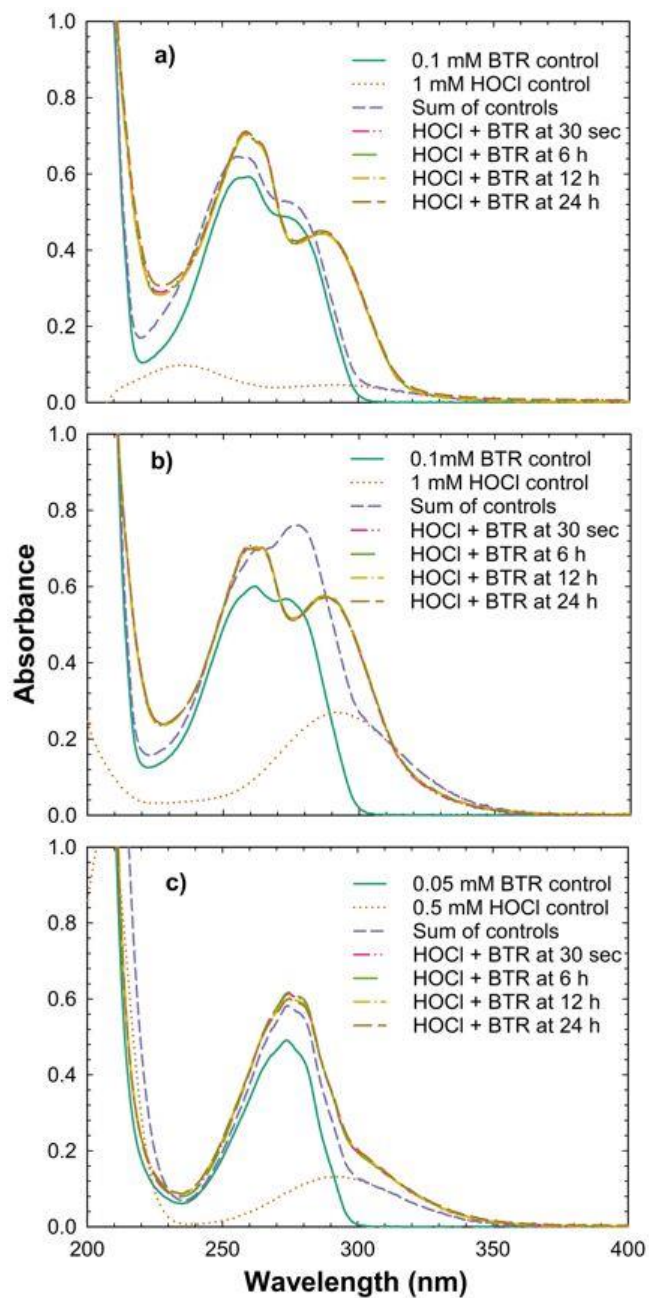 a)
1.0
0.8
0.6
0.4
0.2
0.0
0.1 mM BTR control
1 mM HOCl control
Sum of controls
HOCl + BTR at 30 sec
HOCl + BTR at 6 h
HOCl + BTR at 12 h
HOCl + BTR at 24 h
b)
1.0
0.8
0.6
0.4
0.2
0.0
0.1mM BTR control
1 mM HOCl control
Sum of controls
HOCl + BTR at 30 sec
HOCl + BTR at 6 h
HOCl + BTR at 12 h
HOCl + BTR at 24 h
Absorbance
c)
1.0
0.8
0.6
0.4
0.2
0.0
0.05 mM BTR control
0.5 mM HOCl control
Sum of controls
HOCl + BTR at 30 sec
HOCl + BTR at 6 h
HOCl + BTR at 12 h
HOCl + BTR at 24 h
200 250 300 350 400
Wavelength (nm)